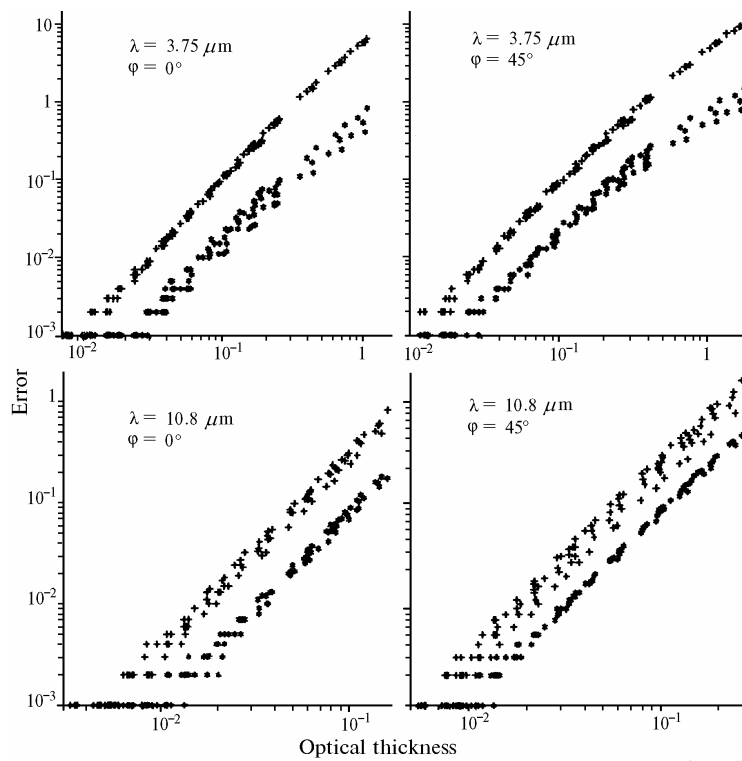 10
1
10⁻¹
10⁻²
10⁻³
λ = 3.75 μm
φ = 0°
λ = 3.75 μm
φ = 45°
10⁻² 10⁻¹ 1
10⁻² 10⁻¹ 1
Error
1
10⁻¹
10⁻²
10⁻³
λ = 10.8 μm
φ = 0°
λ = 10.8 μm
φ = 45°
10⁻² 10⁻¹
10⁻² 10⁻¹
Optical thickness